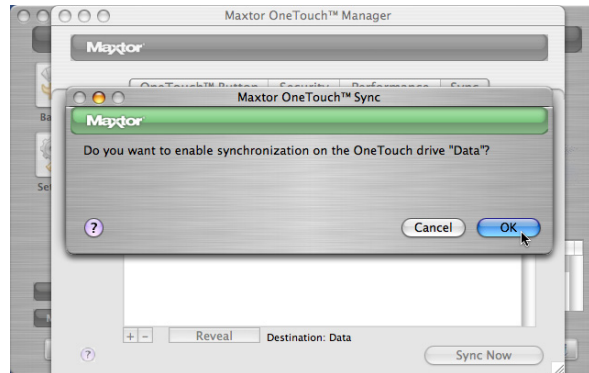 Maxtor OneTouch™ Manager
Maxtor
OneTouch™ Button Security Performance Sync
Maxtor OneTouch™ Sync
Maxtor
Do you want to enable synchronization on the OneTouch drive "Data"?
? Cancel OK
+ - Reveal Destination: Data
? Sync Now